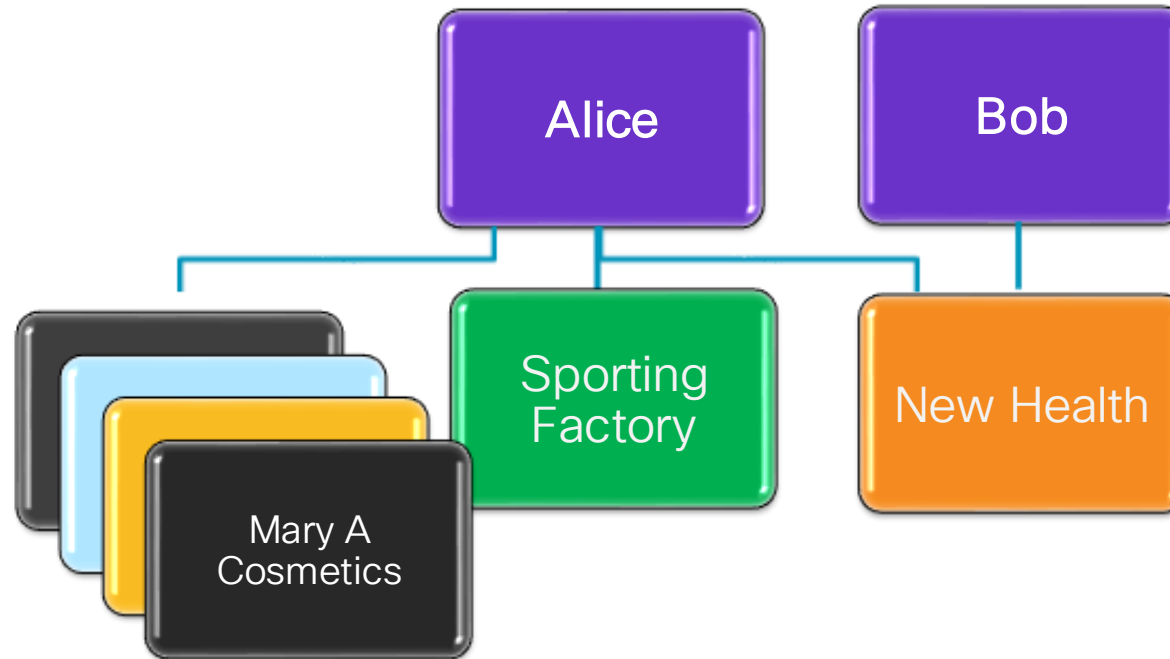 Alice
Bob
Sporting
Factory
New Health
Mary A
Cosmetics